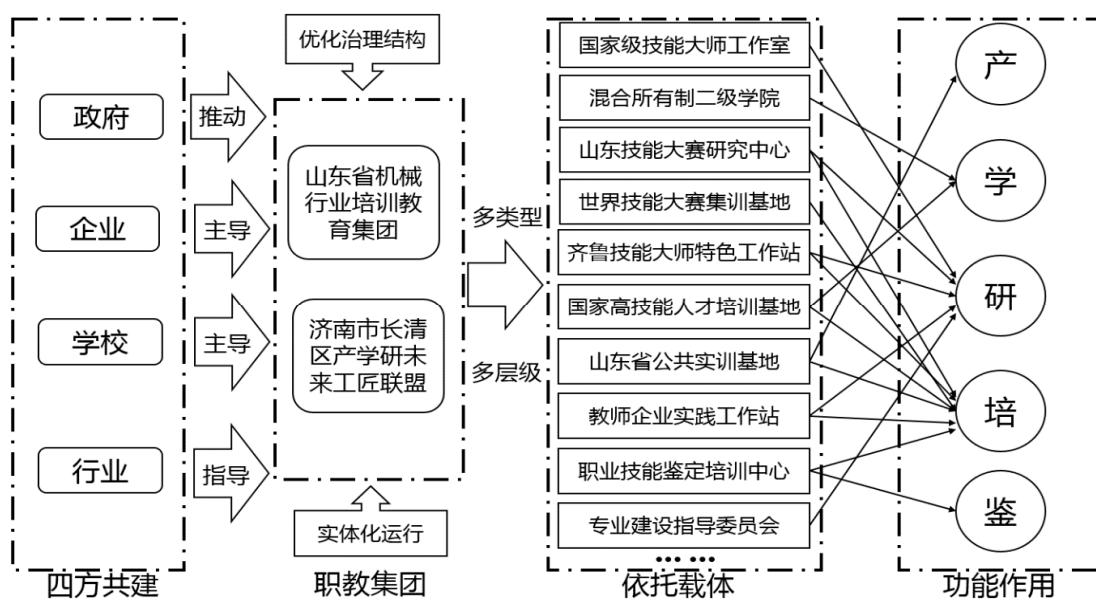 政府
企业
学校
行业
四方共建
推动
主导
主导
指导
优化治理结构
山东省机械
行业培训教
育集团
济南市长清
区产学研未
来工匠联盟
实体化运行
职教集团
多类型
多层级
国家级技能大师工作室
混合所有制二级学院
山东技能大赛研究中心
世界技能大赛集训基地
齐鲁技能大师特色工作站
国家高技能人才培训基地
山东省公共实训基地
教师企业实践工作站
职业技能鉴定培训中心
专业建设指导委员会
……
依托载体
产
学
研
培
鉴
功能作用